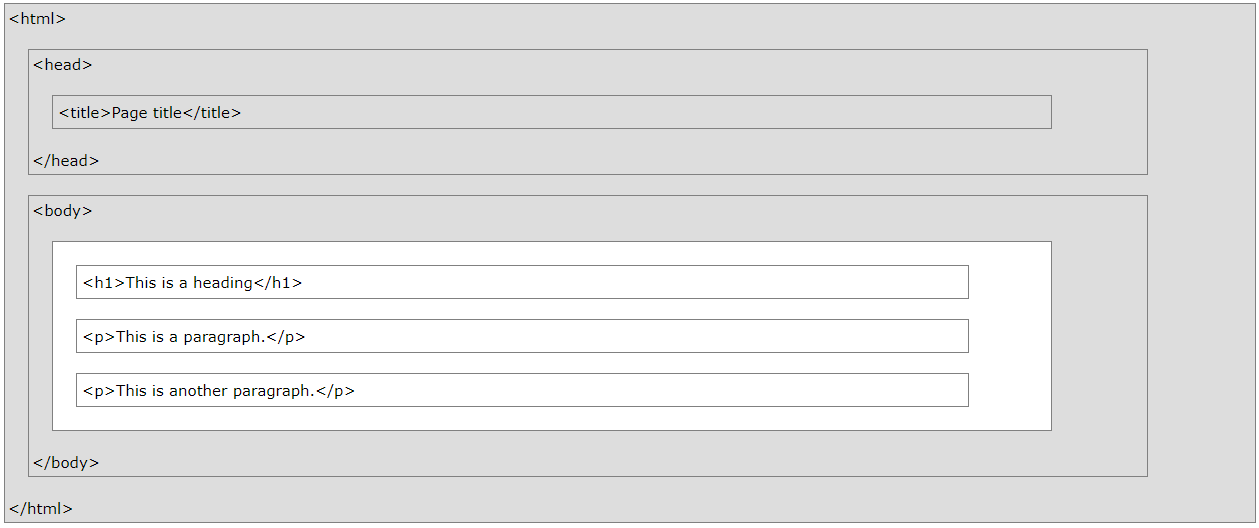 <html>
<head>
<title>Page title</title>
</head>
<body>
<h1>This is a heading</h1>
<p>This is a paragraph.</p>
<p>This is another paragraph.</p>
</body>
</html>